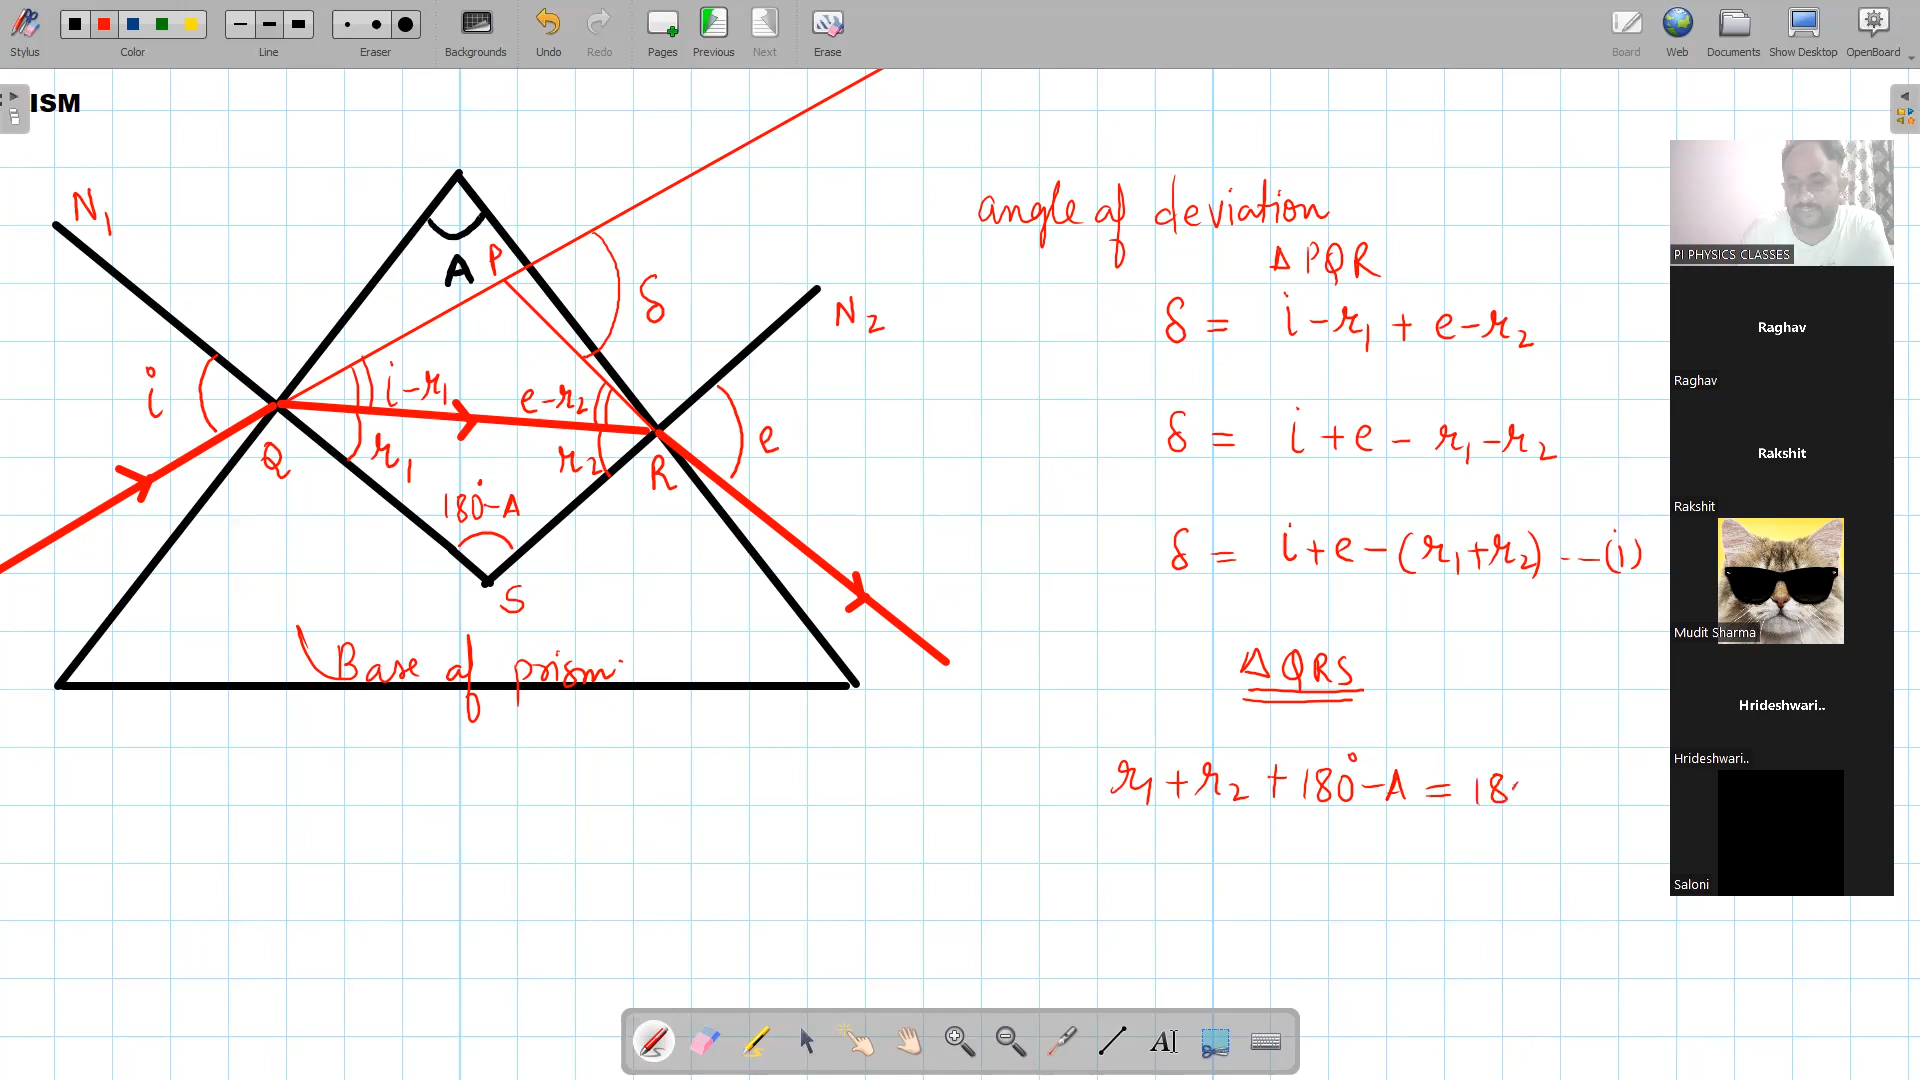 Stylus
Color
Line
Eraser
Backgrounds
Undo
Redo
Pages
Previous
Next
Erase
Board
Web
Documents
Show Desktop
OpenBoard
ISM
N₁
A
P
δ
N₂
i
i-r₁
e-r₂
e
Q
r₁
r₂
R
180°-A
S
Base of prism
angle of deviation
Δ PQR
δ = i-r₁ + e-r₂
δ = i+e - r₁-r₂
δ = i+e-(r₁+r₂) ---(i)
Δ QRS
r₁+r₂ +180°-A = 18
PI PHYSICS CLASSES
Raghav
Raghav
Rakshit
Rakshit
Mudit Sharma
Hrideshwari..
Hrideshwari..
Saloni